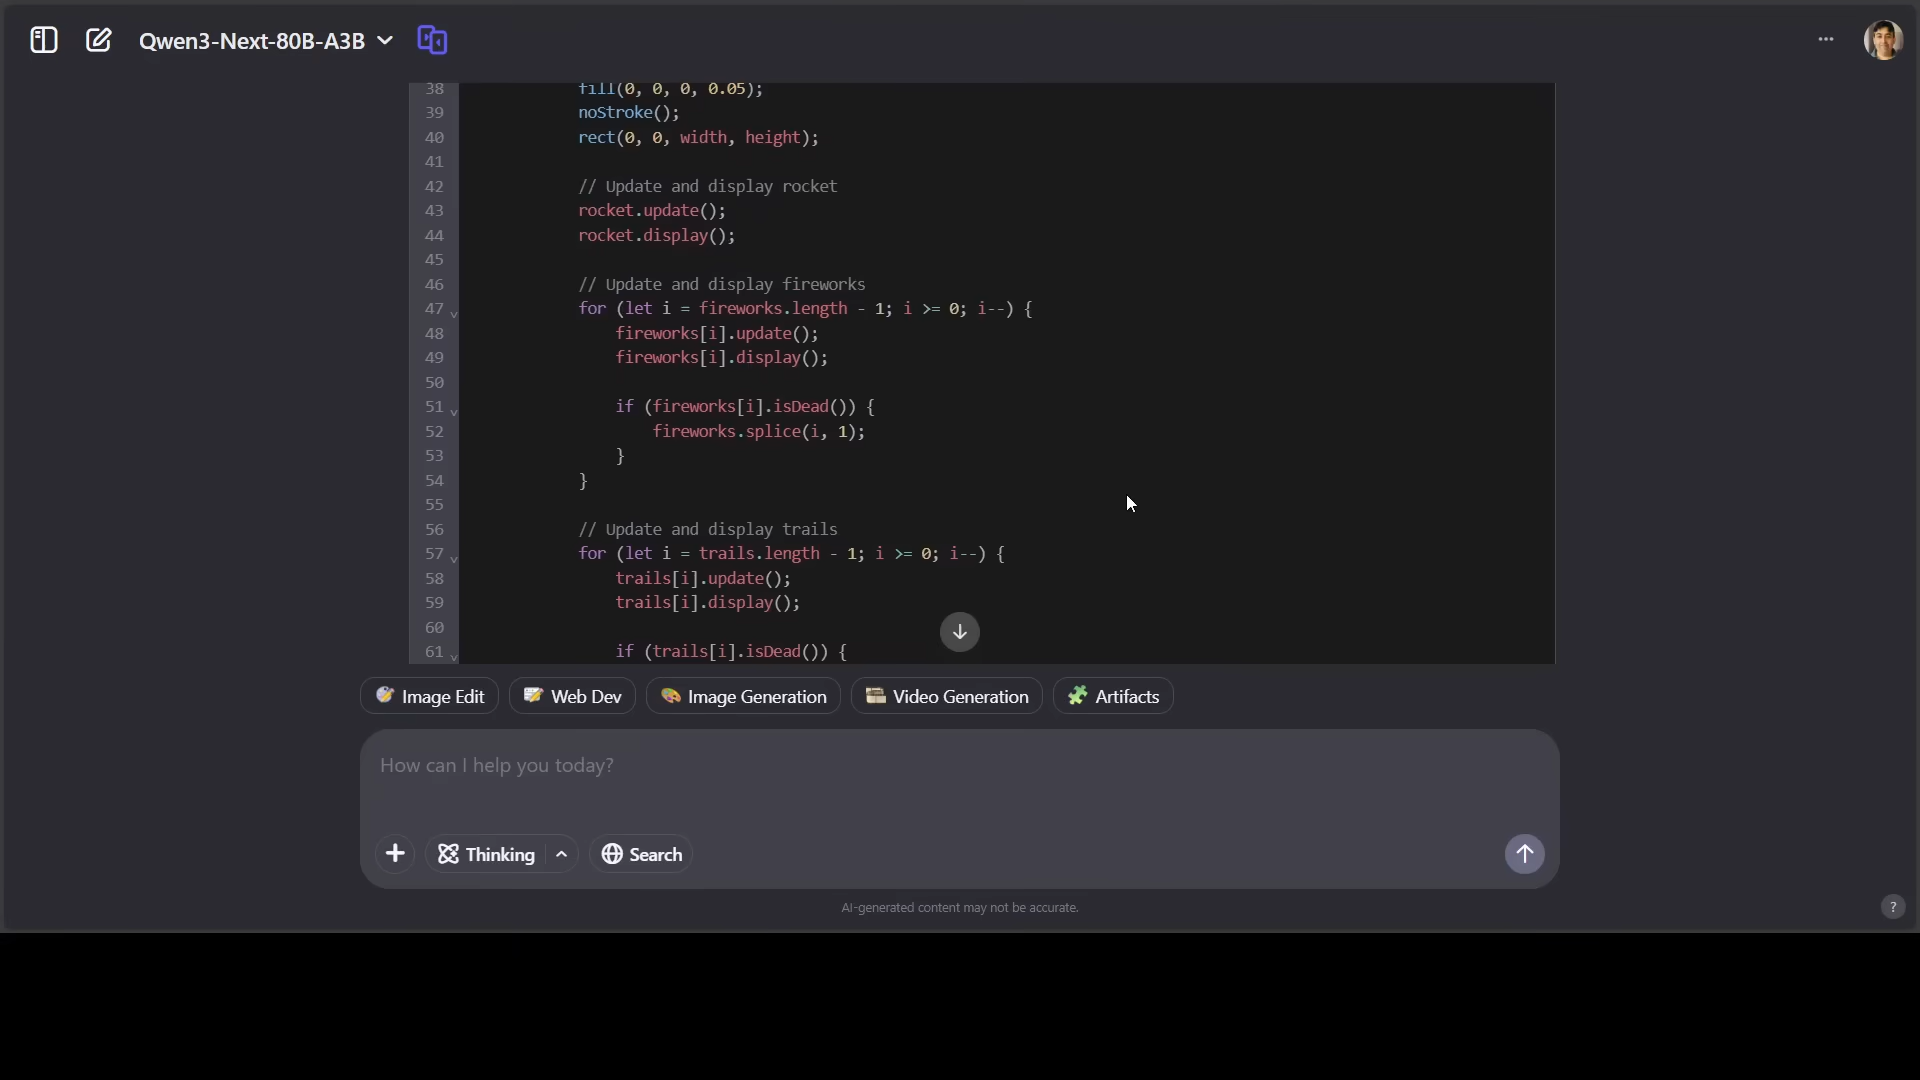 Qwen3-Next-80B-A3B
38 fill(0, 0, 0, 0.05);
39 noStroke();
40 rect(0, 0, width, height);
41
42 // Update and display rocket
43 rocket.update();
44 rocket.display();
45
46 // Update and display fireworks
47 for (let i = fireworks.length - 1; i >= 0; i--) {
48 fireworks[i].update();
49 fireworks[i].display();
50
51 if (fireworks[i].isDead()) {
52 fireworks.splice(i, 1);
53 }
54 }
55
56 // Update and display trails
57 for (let i = trails.length - 1; i >= 0; i--) {
58 trails[i].update();
59 trails[i].display();
60
61 if (trails[i].isDead()) {
Image Edit Web Dev Image Generation Video Generation Artifacts
How can I help you today?
Thinking Search
AI-generated content may not be accurate.
?